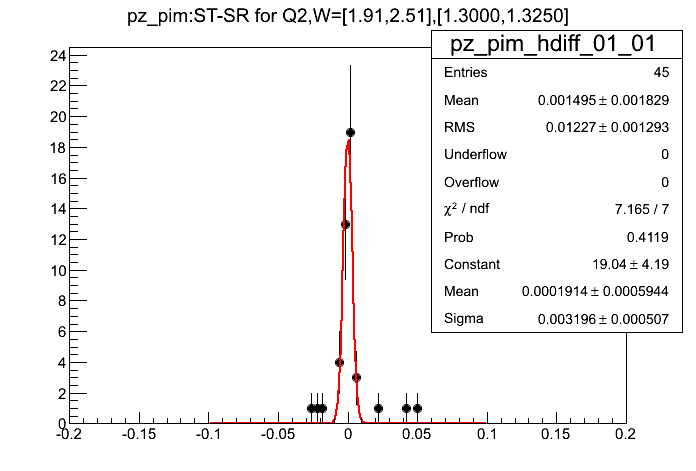 pz_pim:ST-SR for Q2,W=[1.91,2.51],[1.3000,1.3250]
pz_pim_hdiff_01_01
Entries 45
Mean 0.001495 ± 0.001829
RMS 0.01227 ± 0.001293
Underflow 0
Overflow 0
χ² / ndf 7.165 / 7
Prob 0.4119
Constant 19.04 ± 4.19
Mean 0.0001914 ± 0.0005944
Sigma 0.003196 ± 0.000507
24
22
20
18
16
14
12
10
8
6
4
2
0
-0.2 -0.15 -0.1 -0.05 0 0.05 0.1 0.15 0.2